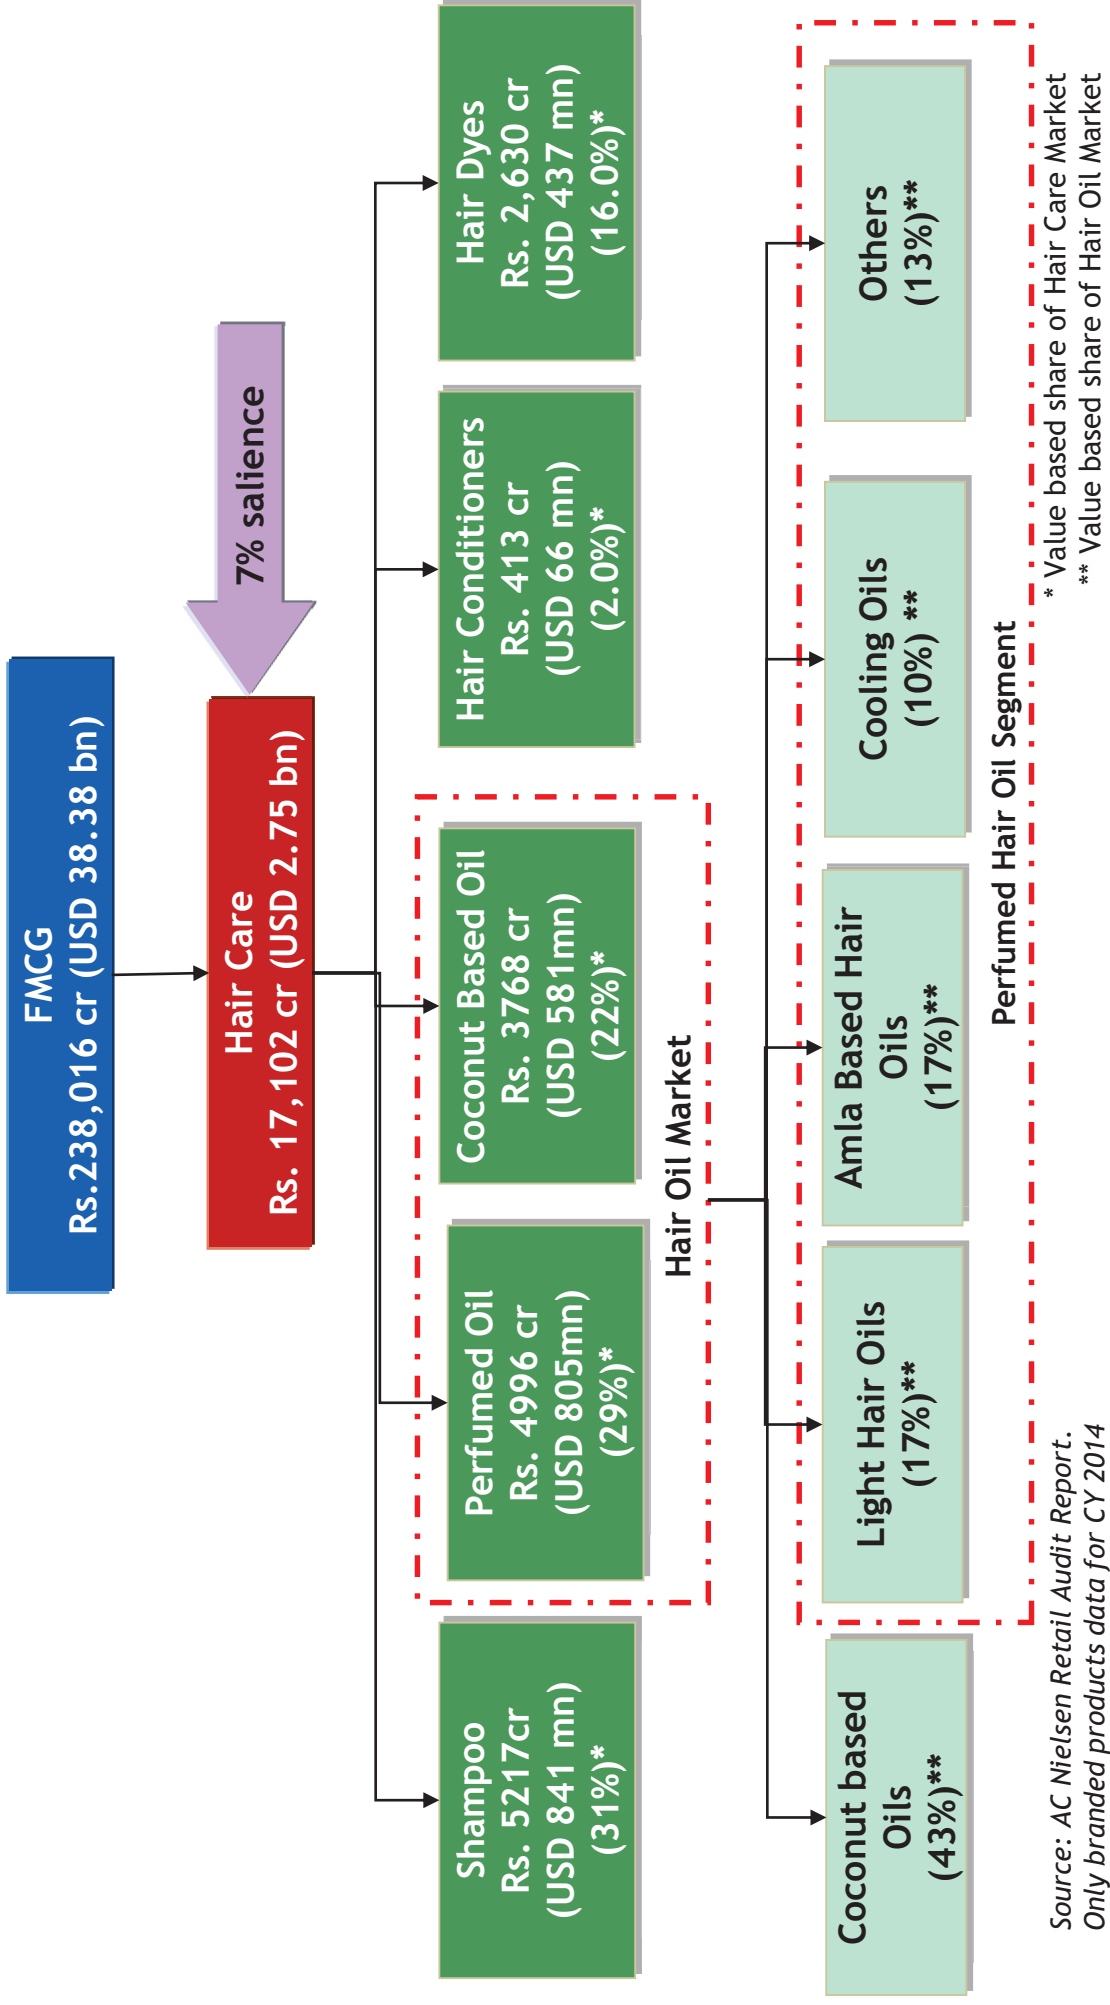 FMCG
Rs.238,016 cr (USD 38.38 bn)
Hair Care
Rs. 17,102 cr (USD 2.75 bn)
7% salience
Shampoo
Rs. 5217cr
(USD 841 mn)
(31%)*
Perfumed Oil
Rs. 4996 cr
(USD 805mn)
(29%)*
Coconut Based Oil
Rs. 3768 cr
(USD 581mn)
(22%)*
Hair Conditioners
Rs. 413 cr
(USD 66 mn)
(2.0%)*
Hair Dyes
Rs. 2,630 cr
(USD 437 mn)
(16.0%)*
Hair Oil Market
Coconut based
Oils
(43%)**
Light Hair Oils
(17%)**
Amla Based Hair
Oils
(17%)**
Cooling Oils
(10%) **
Others
(13%)**
Perfumed Hair Oil Segment
Source: AC Nielsen Retail Audit Report.
Only branded products data for CY 2014
* Value based share of Hair Care Market
** Value based share of Hair Oil Market